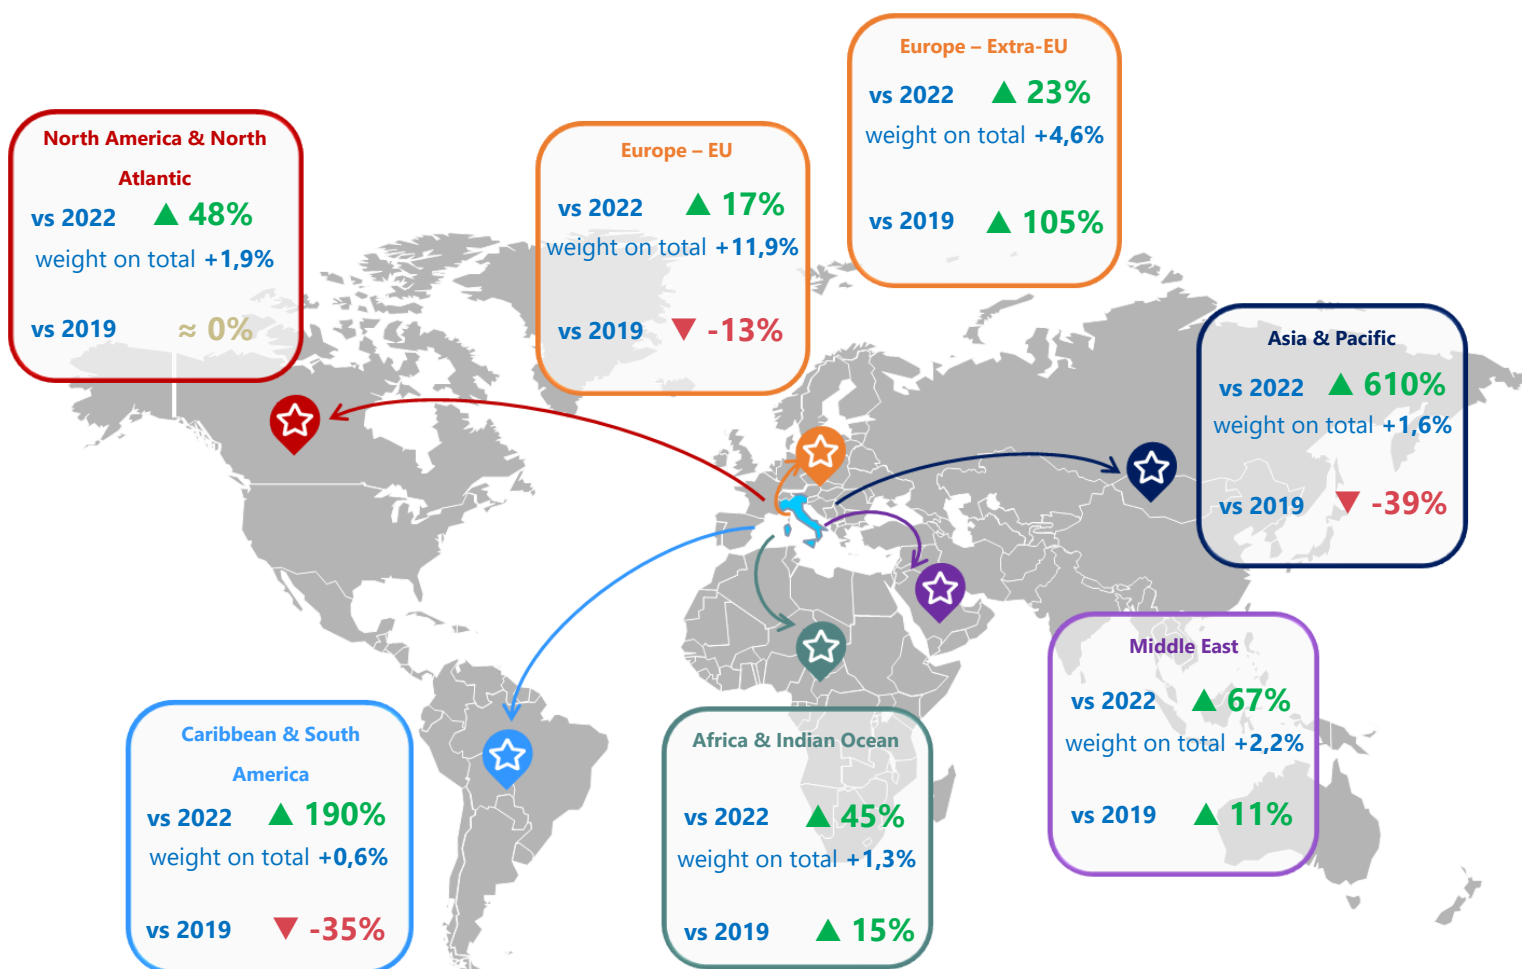 Europe – Extra-EU
vs 2022 ▲ 23%
weight on total +4,6%
vs 2019 ▲ 105%
North America & North
Atlantic
vs 2022 ▲ 48%
weight on total +1,9%
vs 2019 ≈ 0%
Europe – EU
vs 2022 ▲ 17%
weight on total +11,9%
vs 2019 ▼ -13%
Asia & Pacific
vs 2022 ▲ 610%
weight on total +1,6%
vs 2019 ▼ -39%
Middle East
vs 2022 ▲ 67%
weight on total +2,2%
vs 2019 ▲ 11%
Caribbean & South
America
vs 2022 ▲ 190%
weight on total +0,6%
vs 2019 ▼ -35%
Africa & Indian Ocean
vs 2022 ▲ 45%
weight on total +1,3%
vs 2019 ▲ 15%